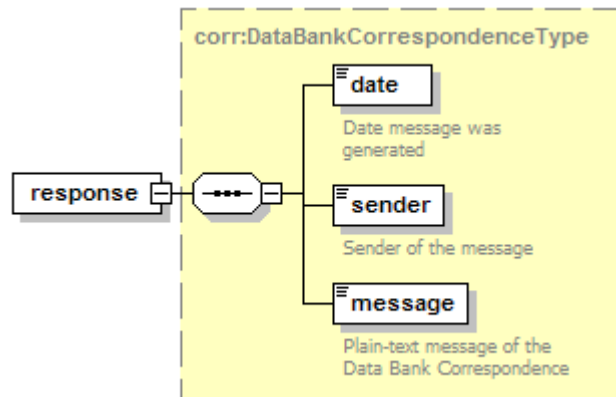 corr:DataBankCorrespondenceType
date
Date message was
generated
response
sender
Sender of the message
message
Plain-text message of the
Data Bank Correspondence